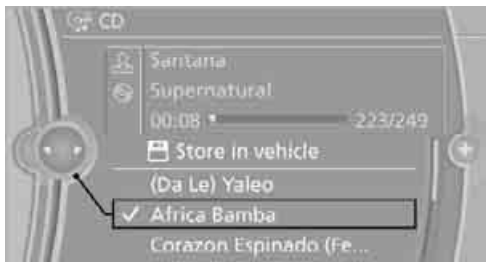 CD
Santana
Supernatural
00:08 223/249
Store in vehicle
(Da Le) Yaleo
Africa Bamba
Corazon Espinado (Fe...